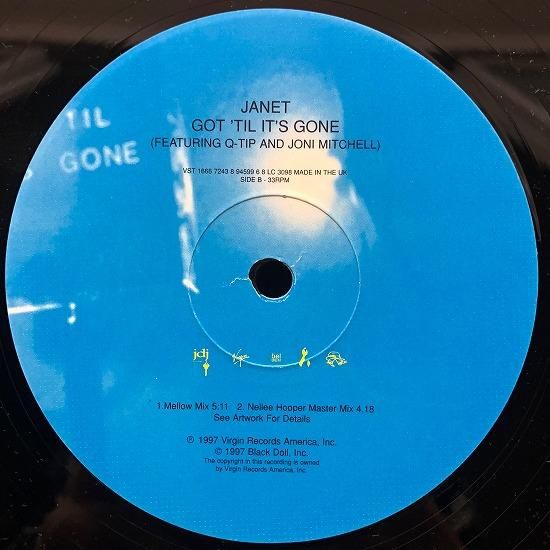 TIL
GONE
JANET
GOT 'TIL IT'S GONE
(FEATURING Q-TIP AND JONI MITCHELL)
VST 1666 7243 8 94599 6 8 LC 3098 MADE IN THE UK
SIDE B - 33RPM
jdj
1.Mellow Mix 5:11 2. Nellee Hooper Master Mix 4.18
See Artwork For Details
℗ 1997 Virgin Records America, Inc.
© 1997 Black Doll, Inc.
The copyright in this recording is owned
by Virgin Records America, Inc.